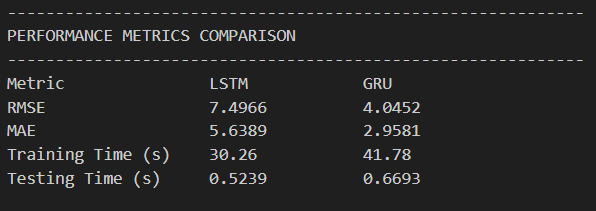 ------------------------------------------------------------
PERFORMANCE METRICS COMPARISON
------------------------------------------------------------
Metric LSTM GRU
RMSE 7.4966 4.0452
MAE 5.6389 2.9581
Training Time (s) 30.26 41.78
Testing Time (s) 0.5239 0.6693